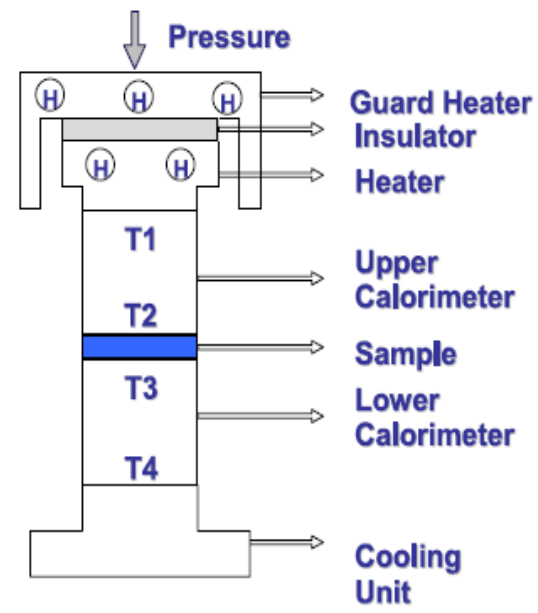 Pressure
H H H
Guard Heater
Insulator
H H
Heater
T1
Upper
Calorimeter
T2
Sample
T3
Lower
Calorimeter
T4
Cooling
Unit